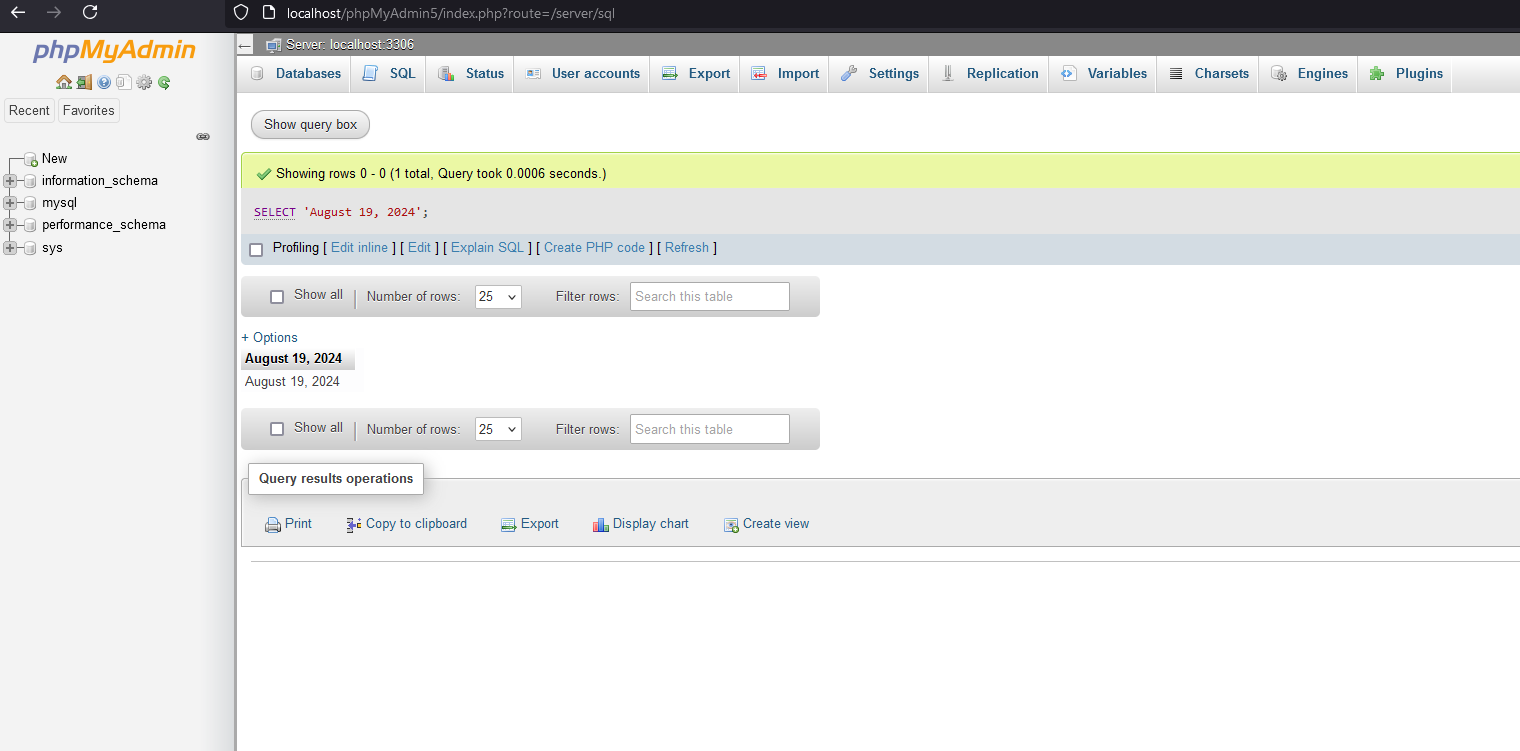 localhost/phpMyAdmin5/index.php?route=/server/sql
phpMyAdmin
Recent Favorites
New
information_schema
mysql
performance_schema
sys
Server: localhost:3306
Databases SQL Status User accounts Export Import Settings Replication Variables Charsets Engines Plugins
Show query box
Showing rows 0 - 0 (1 total, Query took 0.0006 seconds.)
SELECT 'August 19, 2024';
Profiling [ Edit inline ] [ Edit ] [ Explain SQL ] [ Create PHP code ] [ Refresh ]
Show all Number of rows: 25 Filter rows: Search this table
+ Options
August 19, 2024
August 19, 2024
Show all Number of rows: 25 Filter rows: Search this table
Query results operations
Print Copy to clipboard Export Display chart Create view